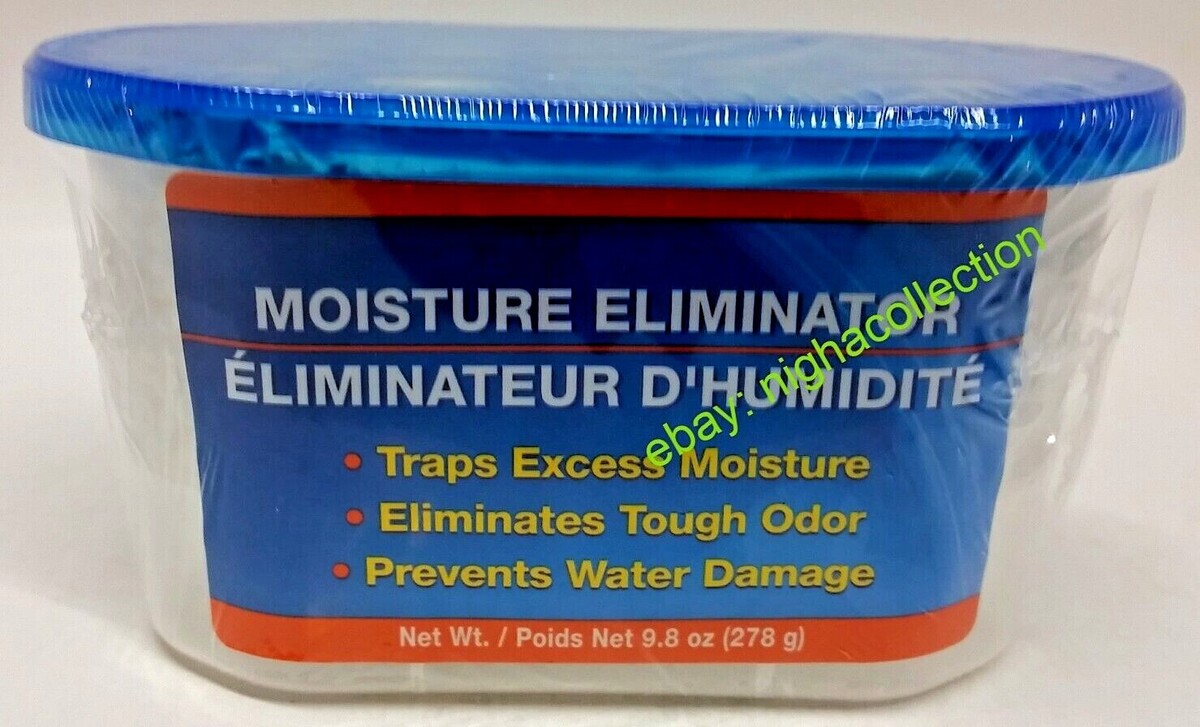 MOISTURE ELIMINATOR
ÉLIMINATEUR D'HUMIDITÉ
• Traps Excess Moisture
• Eliminates Tough Odor
• Prevents Water Damage
Net Wt. / Poids Net 9.8 oz (278 g)
ebay: nighacollection